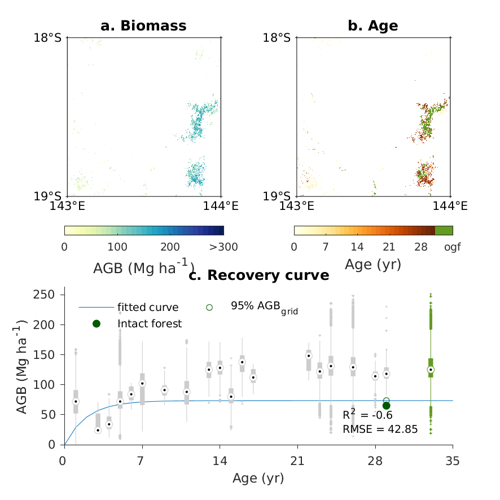 a. Biomass
b. Age
18°S
18°S
19°S
19°S
143°E
144°E
143°E
144°E
0
100
200
>300
0
7
14
21
28
ogf
AGB (Mg ha-1)
Age (yr)
c. Recovery curve
250
200
150
100
50
0
AGB (Mg ha-1)
fitted curve
95% AGBgrid
Intact forest
R2 = -0.6
RMSE = 42.85
0
7
14
21
28
35
Age (yr)